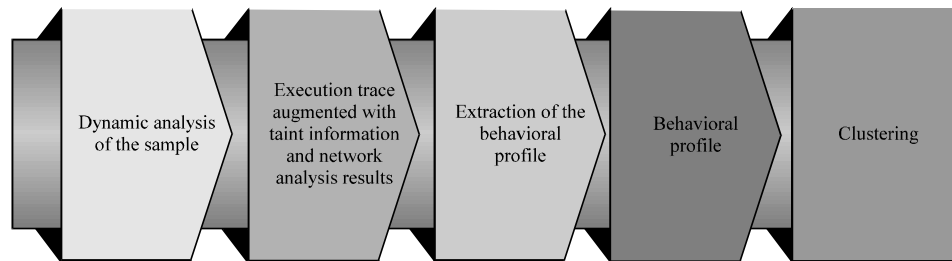 Dynamic analysis
of the sample
Execution trace
augmented with
taint information
and network
analysis results
Extraction of the
behavioral
profile
Behavioral
profile
Clustering